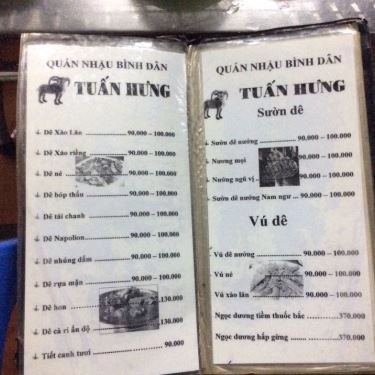 QUÁN NHẬU BÌNH DÂN
TUẤN HƯNG
Dê Xào Lăn 90.000 – 100.000
Dê Xào riềng 90.000 – 100.000
Dê né 90.000 – 100.000
Dê bóp thấu 90.000 – 100.000
Dê tái chanh 90.000 – 100.000
Dê Napolion 90.000 – 100.000
Dê nhúng dấm 90.000 – 100.000
Dê rựa mận 90.000 – 100.000
Dê hon 130.000
Dê cà ri ấn độ 130.000
Tiết canh tươi 90.000
QUÁN NHẬU BÌNH DÂN
TUẤN HƯNG
Sườn dê
Sườn dê nướng 90.000 – 100.000
Nướng mọi 90.000 – 100.000
Nướng ngũ vị 90.000 – 100.000
Sườn dê nướng Nam ngư ... 90.000 – 100.000
Vú dê
Vú dê nướng 90.000 – 100.000
Vú né 90.000 – 100.000
Vú xào lăn 90.000 – 100.000
Ngọc dương tiềm thuốc bắc 370.000
Ngọc dương hấp gừng 370.000